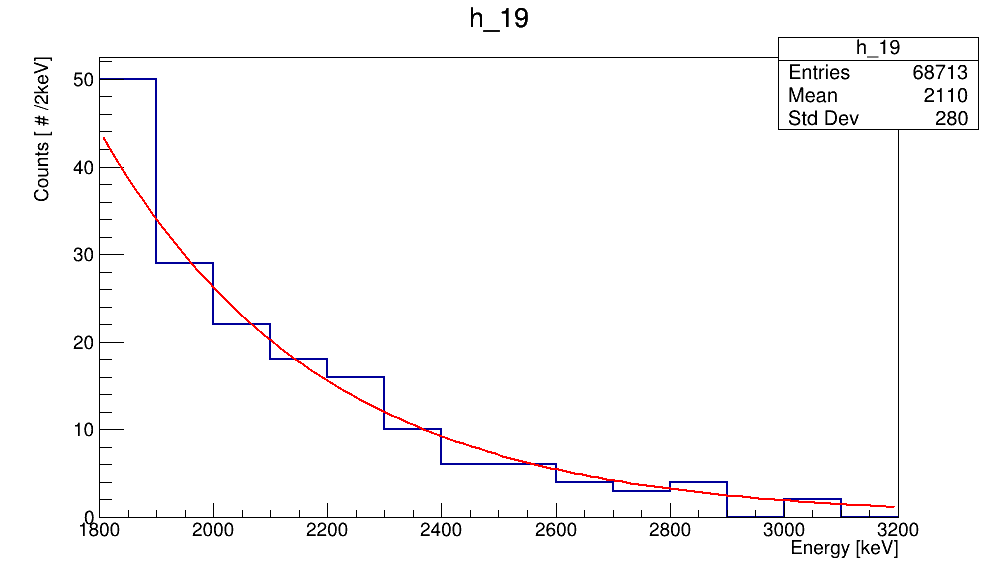 h_19
h_19
Entries 68713
Mean 2110
Std Dev 280
Counts [ # /2keV]
50
40
30
20
10
0
1800 2000 2200 2400 2600 2800 3000 3200
Energy [keV]